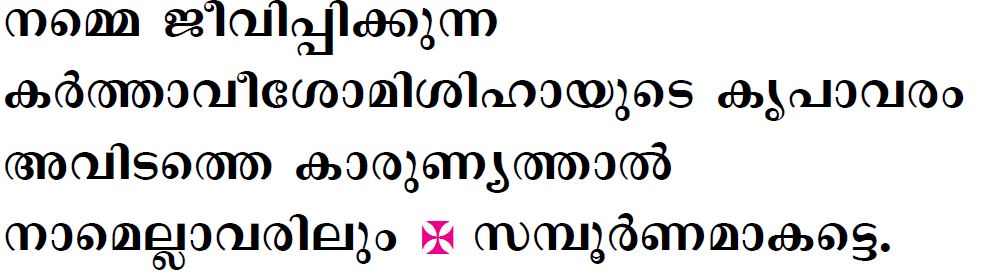 നമ്മെ ജീവിപ്പിക്കുന്ന
കർത്താവീശോമിശിഹായുടെ കൃപാവരം
അവിടത്തെ കാരുണ്യത്താൽ
നാമെല്ലാവരിലും ✠ സമ്പൂർണമാകട്ടെ.